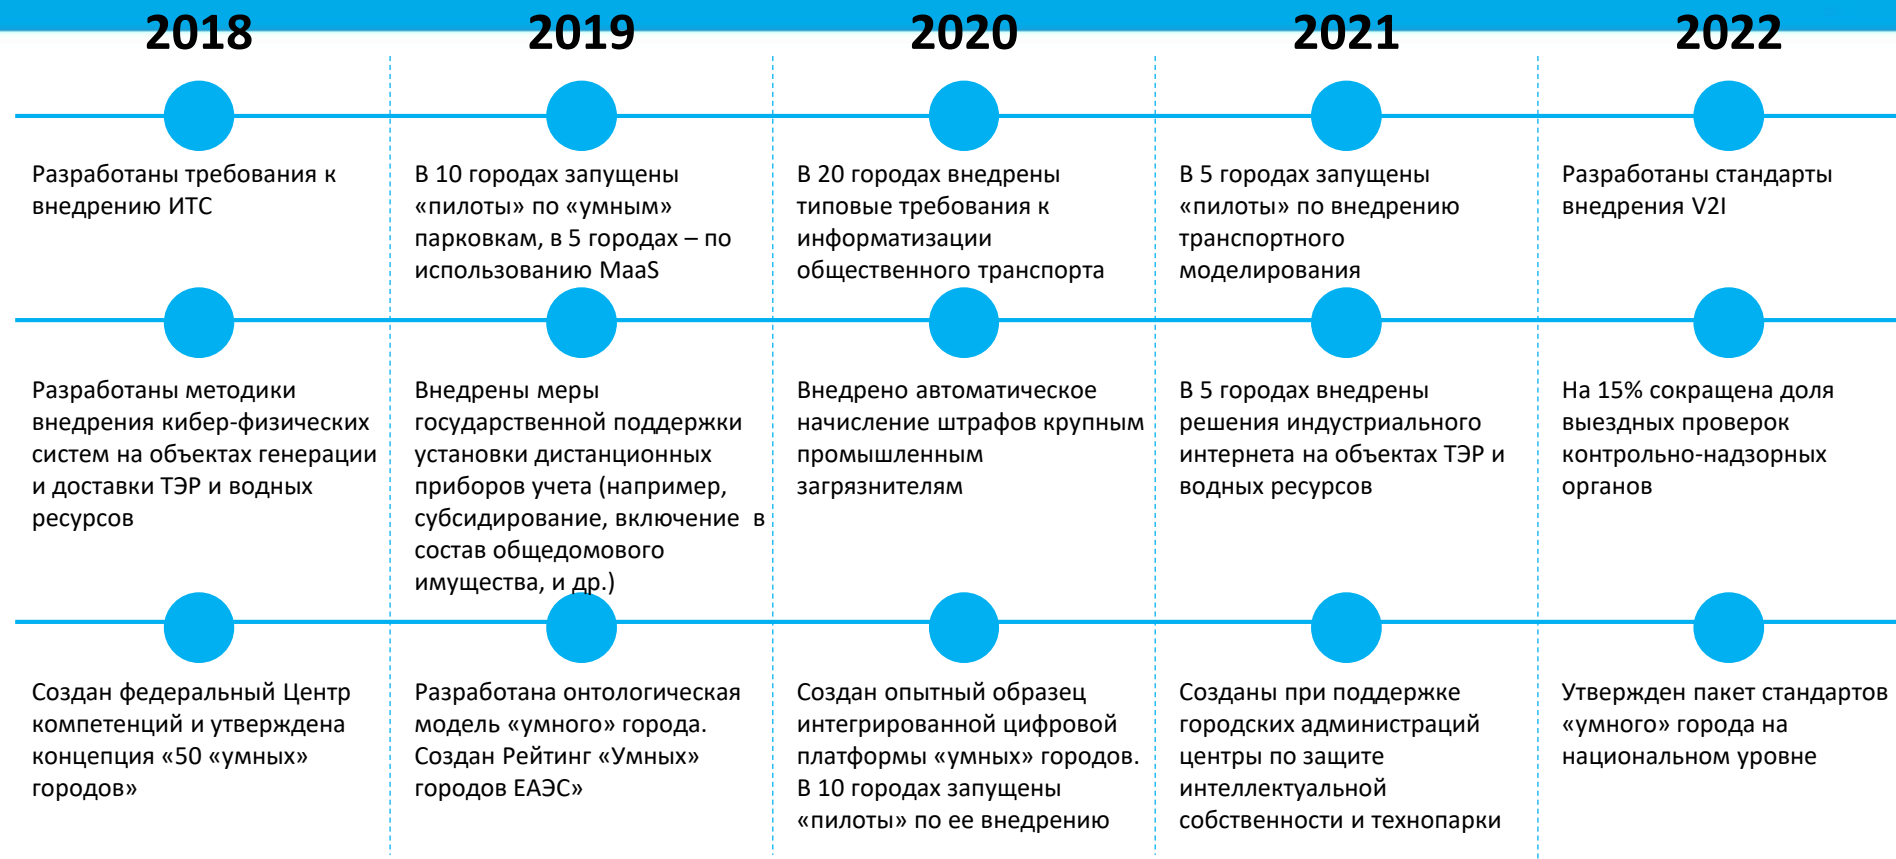 2018
2019
2020
2021
2022
Разработаны требования к
внедрению ИТС
В 10 городах запущены
«пилоты» по «умным»
парковкам, в 5 городах – по
использованию MaaS
В 20 городах внедрены
типовые требования к
информатизации
общественного транспорта
В 5 городах запущены
«пилоты» по внедрению
транспортного
моделирования
Разработаны стандарты
внедрения V2I
Разработаны методики
внедрения кибер-физических
систем на объектах генерации
и доставки ТЭР и водных
ресурсов
Внедрены меры
государственной поддержки
установки дистанционных
приборов учета (например,
субсидирование, включение в
состав общедомового
имущества, и др.)
Внедрено автоматическое
начисление штрафов крупным
промышленным
загрязнителям
В 5 городах внедрены
решения индустриального
интернета на объектах ТЭР и
водных ресурсов
На 15% сокращена доля
выездных проверок
контрольно-надзорных
органов
Создан федеральный Центр
компетенций и утверждена
концепция «50 «умных»
городов»
Разработана онтологическая
модель «умного» города.
Создан Рейтинг «Умных»
городов ЕАЭС»
Создан опытный образец
интегрированной цифровой
платформы «умных» городов.
В 10 городах запущены
«пилоты» по ее внедрению
Созданы при поддержке
городских администраций
центры по защите
интеллектуальной
собственности и технопарки
Утвержден пакет стандартов
«умного» города на
национальном уровне